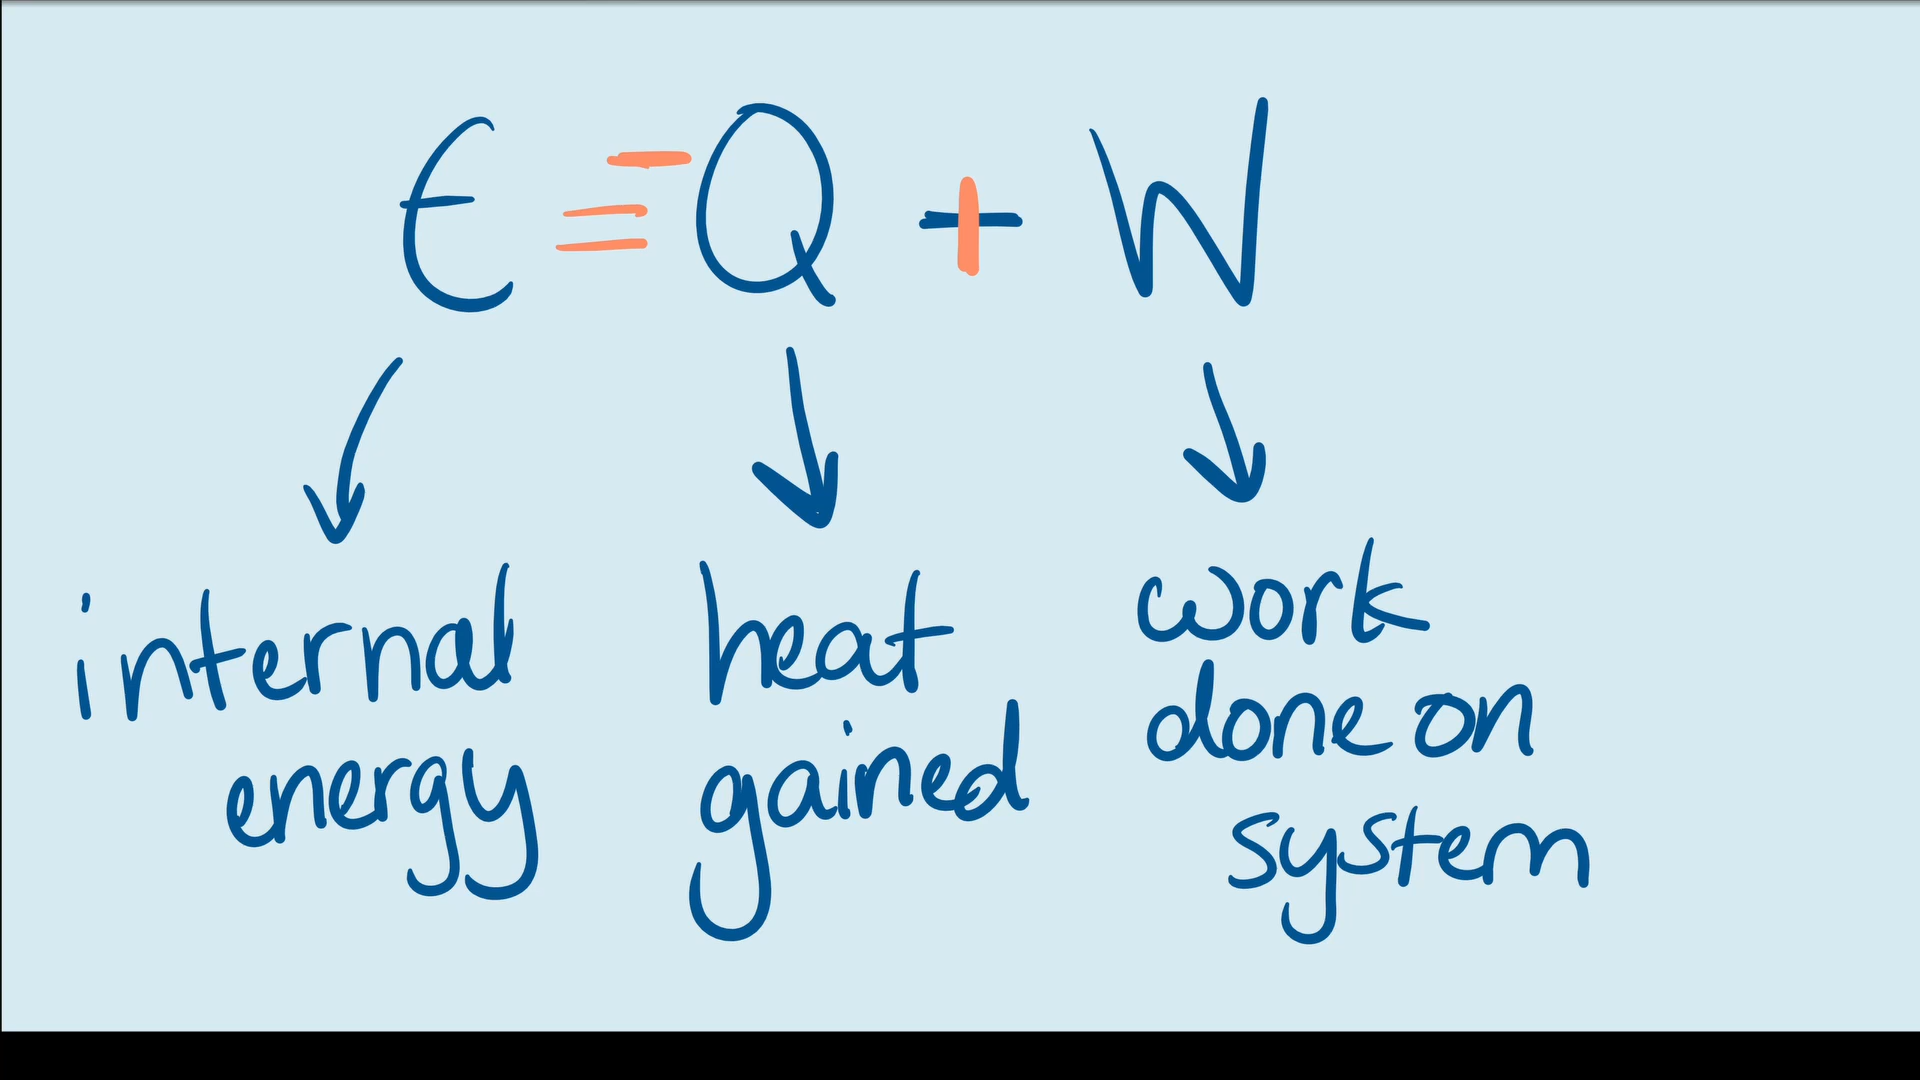 E = -Q + W
internal
energy
heat
gained
work
done on
system